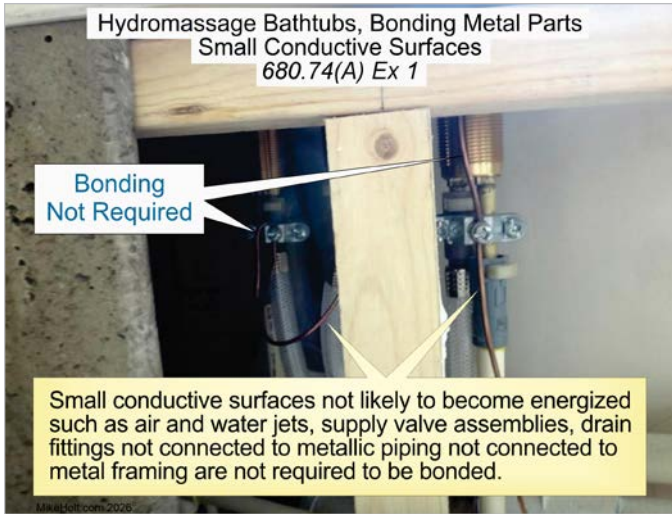 Hydromassage Bathtubs, Bonding Metal Parts
Small Conductive Surfaces
680.74(A) Ex 1
Bonding
Not Required
Small conductive surfaces not likely to become energized
such as air and water jets, supply valve assemblies, drain
fittings not connected to metallic piping not connected to
metal framing are not required to be bonded.
MikeHolt.com 2026